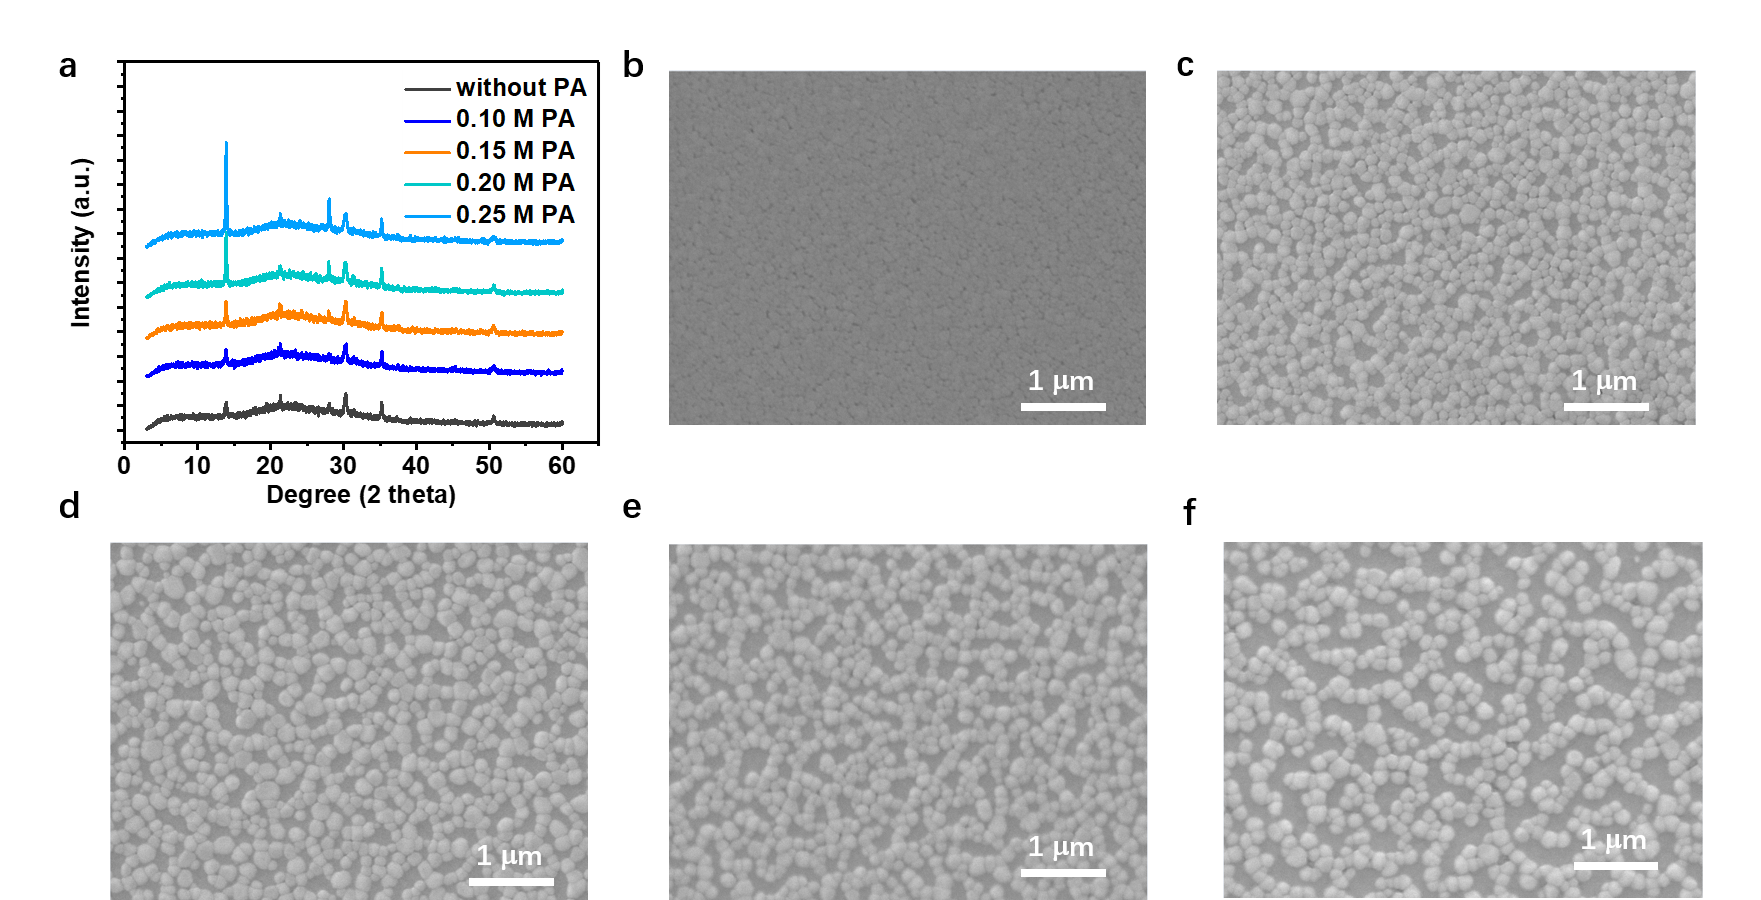 a
without PA
0.10 M PA
0.15 M PA
0.20 M PA
0.25 M PA
Intensity (a.u.)
0 10 20 30 40 50 60
Degree (2 theta)
b
1 μm
c
1 μm
d
1 μm
e
1 μm
f
1 μm